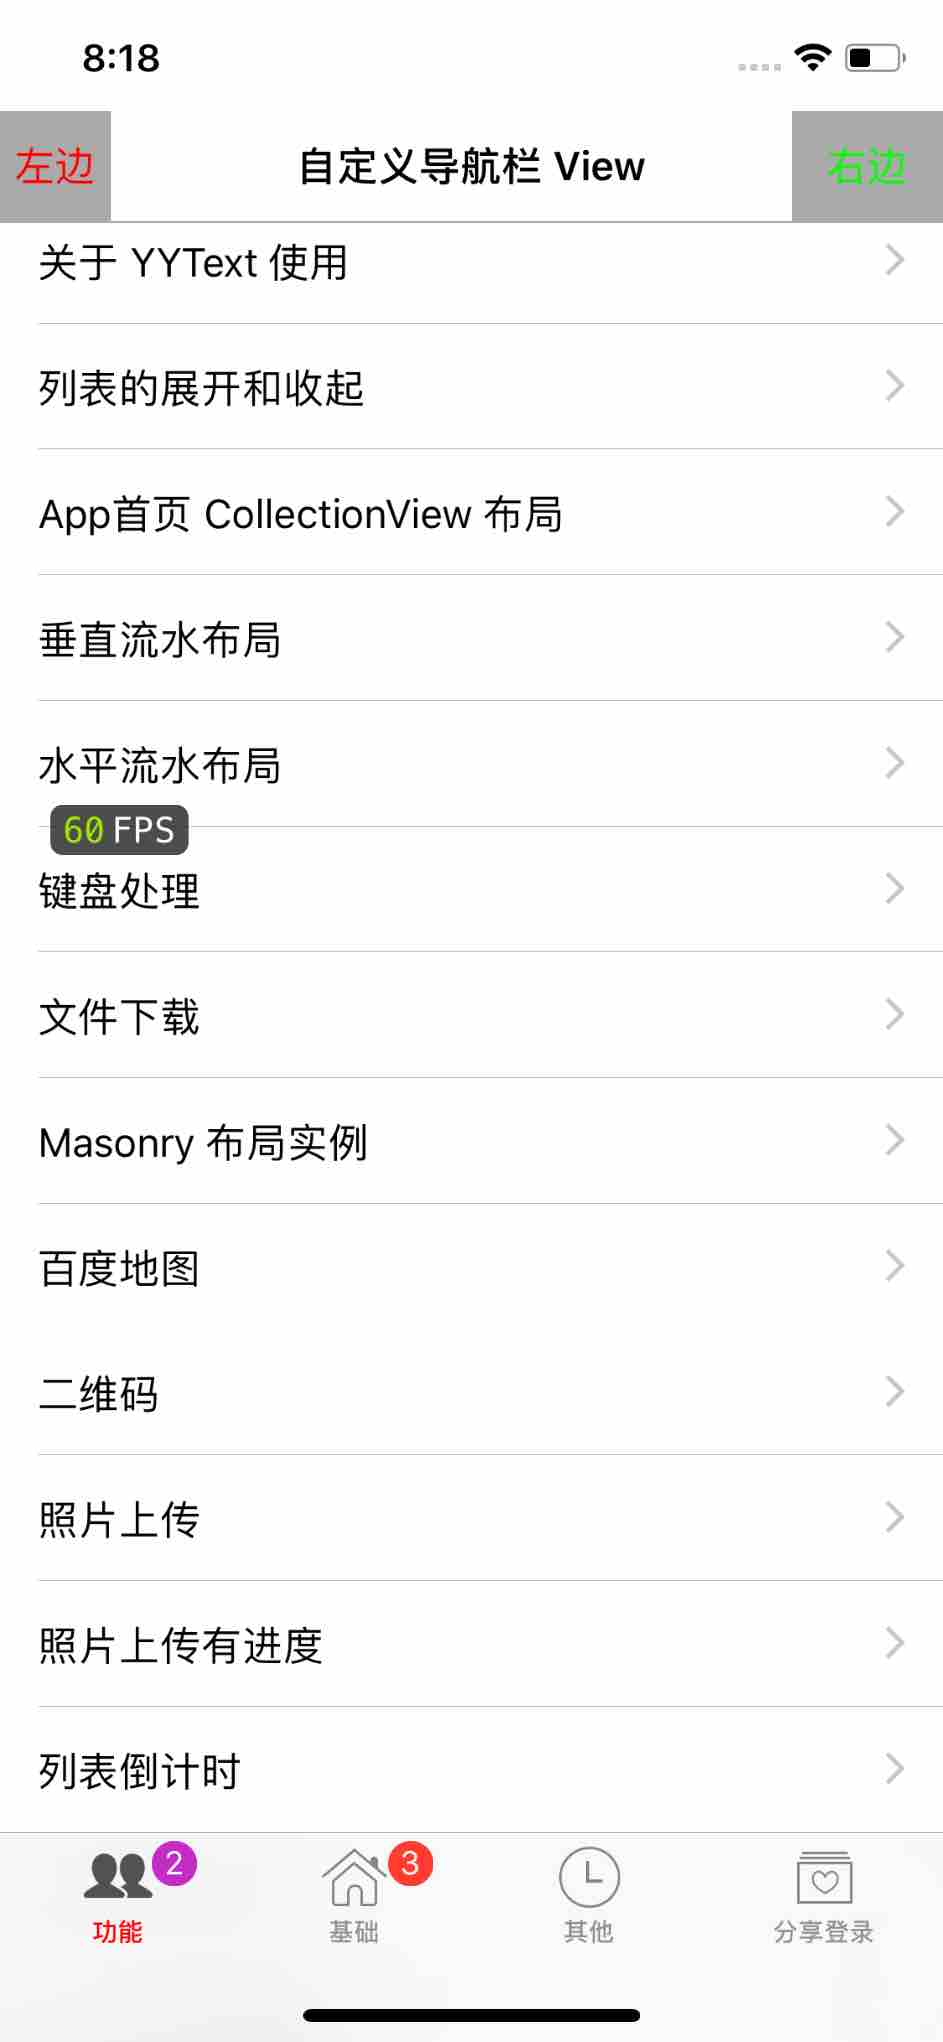 8:18
左边
自定义导航栏 View
右边
关于 YYText 使用
列表的展开和收起
App首页 CollectionView 布局
垂直流水布局
水平流水布局
60 FPS
键盘处理
文件下载
Masonry 布局实例
百度地图
二维码
照片上传
照片上传有进度
列表倒计时
2
3
功能
基础
其他
分享登录